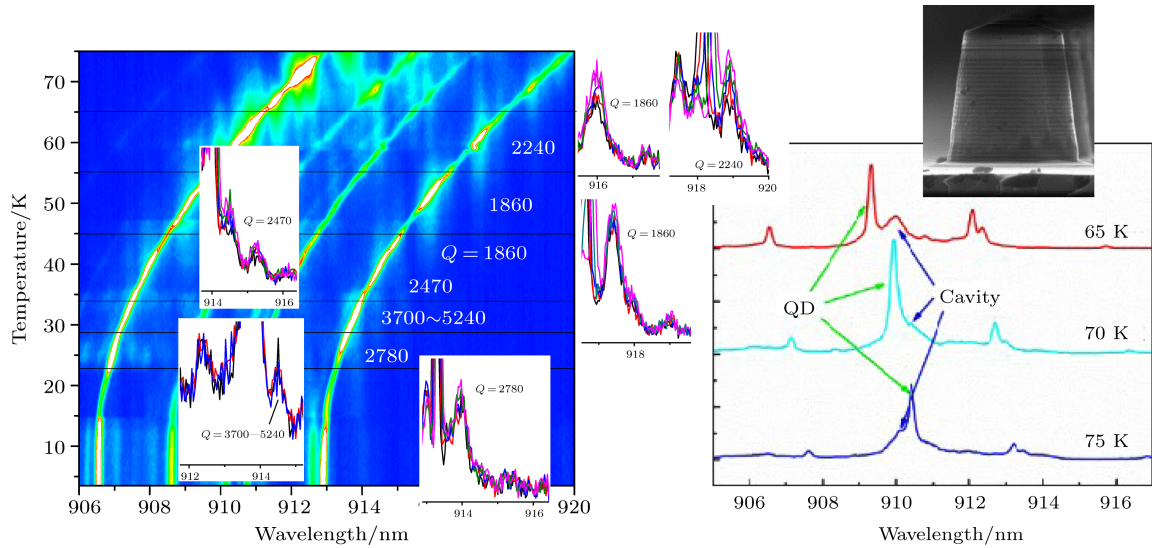 Temperature/K
70
60
50
40
30
20
10
906
908
910
912
914
920
Wavelength/nm
2240
1860
Q=1860
2470
3700~5240
2780
Q=2470
914
916
Q=3700—5240
912
914
Q=2780
914
916
Q=1860
916
Q=2240
918
920
Q=1860
918
65 K
QD
Cavity
70 K
75 K
906
908
910
912
914
916
Wavelength/nm